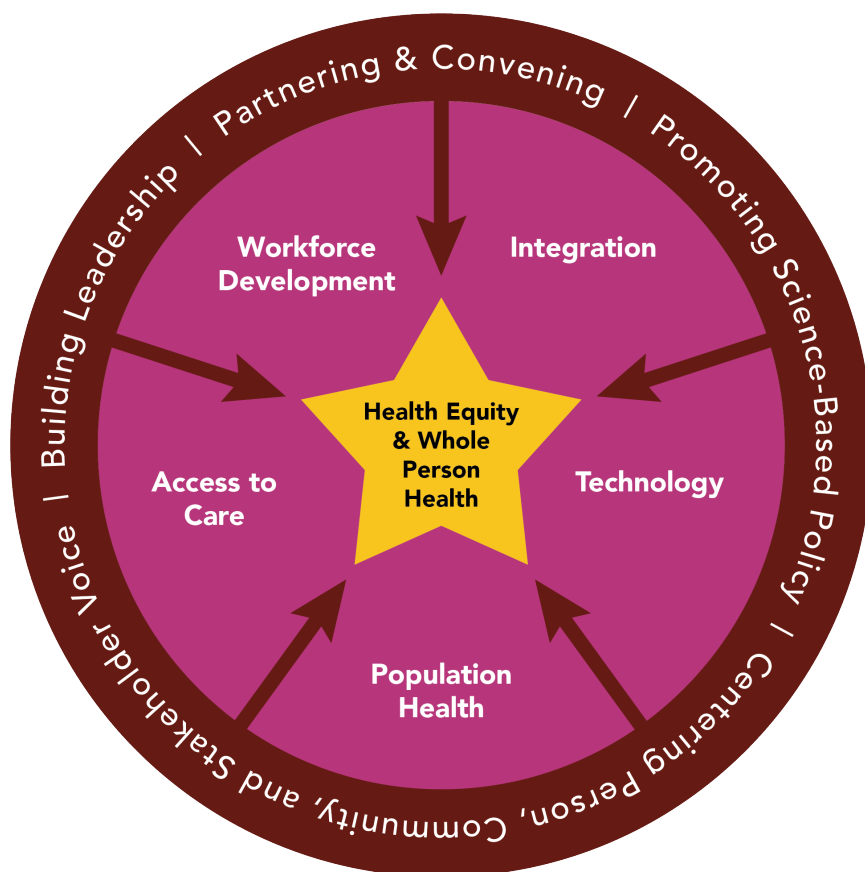 Building Leadership | Partnering & Convening | Promoting Science-Based Policy | Centering Person, Community, and Stakeholder Voice |
Workforce
Development
Integration
Health Equity
& Whole
Person
Health
Access to
Care
Technology
Population
Health